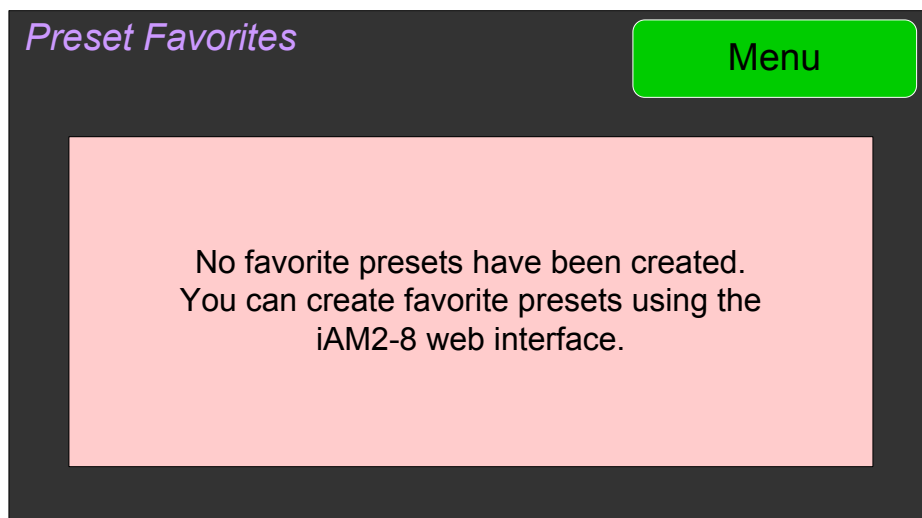 Preset Favorites
Menu
No favorite presets have been created.
You can create favorite presets using the
iAM2-8 web interface.